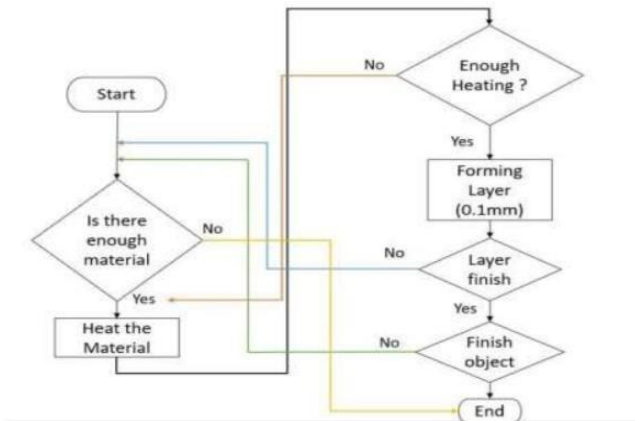 Start
Is there
enough
material
No
Yes
Heat the
Material
No
Enough
Heating ?
Yes
Forming
Layer
(0.1mm)
No
Layer
finish
Yes
No
Finish
object
End